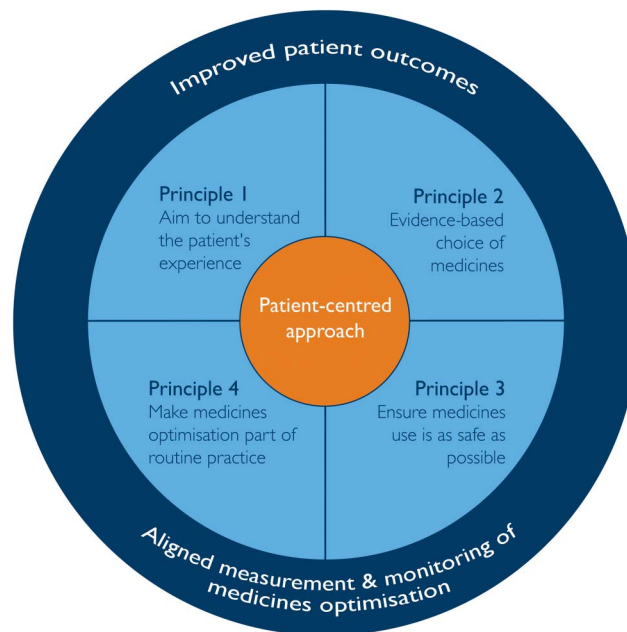 Improved patient outcomes
Principle 1
Aim to understand
the patient's
experience
Principle 2
Evidence-based
choice of
medicines
Patient-centred
approach
Principle 4
Make medicines
optimisation part of
routine practice
Principle 3
Ensure medicines
use is as safe as
possible
Aligned measurement & monitoring of
medicines optimisation